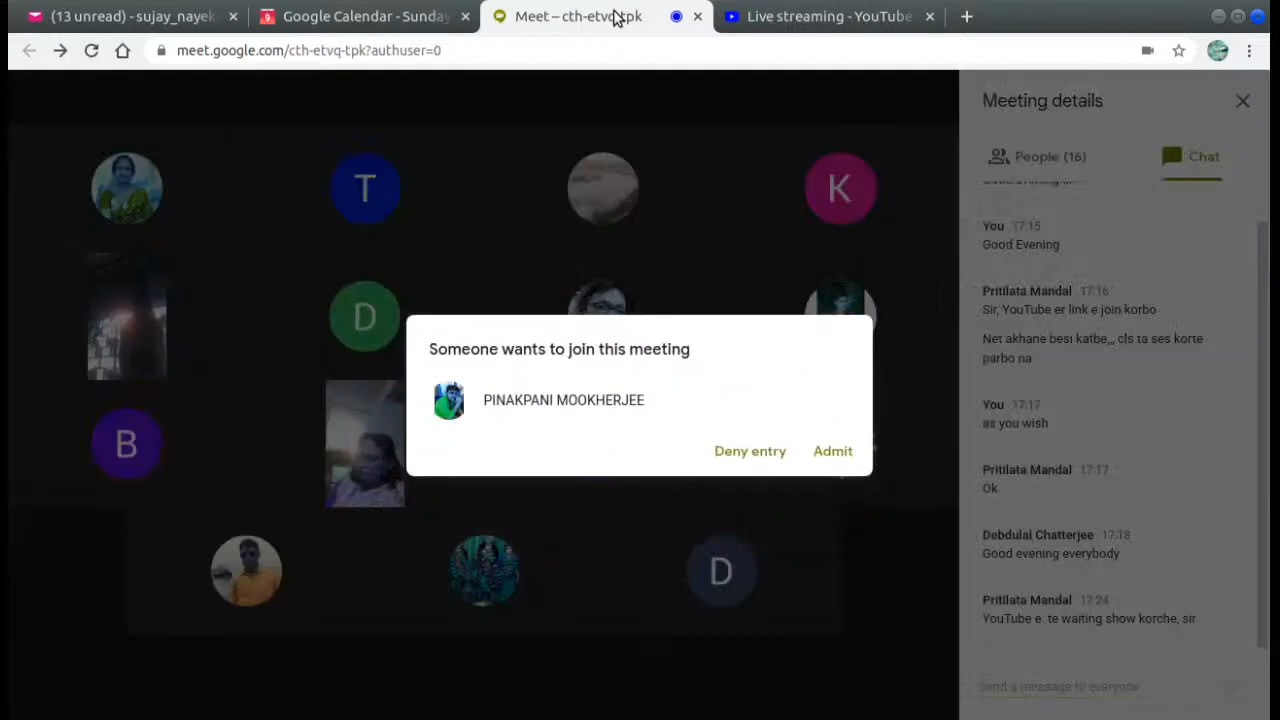 (13 unread) - sujay_nayek
Google Calendar - Sunday
Meet – cth-etvq-tpk
Live streaming - YouTube
meet.google.com/cth-etvq-tpk?authuser=0
Meeting details
People (16)
Chat
T
K
You 17:15
Good Evening
Pritilata Mandal 17:16
Sir, YouTube er link e join korbo
Net akhane besi katbe,,, cls ta ses korte
parbo na
D
Someone wants to join this meeting
PINAKPANI MOOKHERJEE
Deny entry
Admit
You 17:17
as you wish
B
Pritilata Mandal 17:17
Ok
Debdulal Chatterjee 17:18
Good evening everybody
D
Pritilata Mandal 17:24
YouTube e te waiting show korche, sir
Send a message to everyone